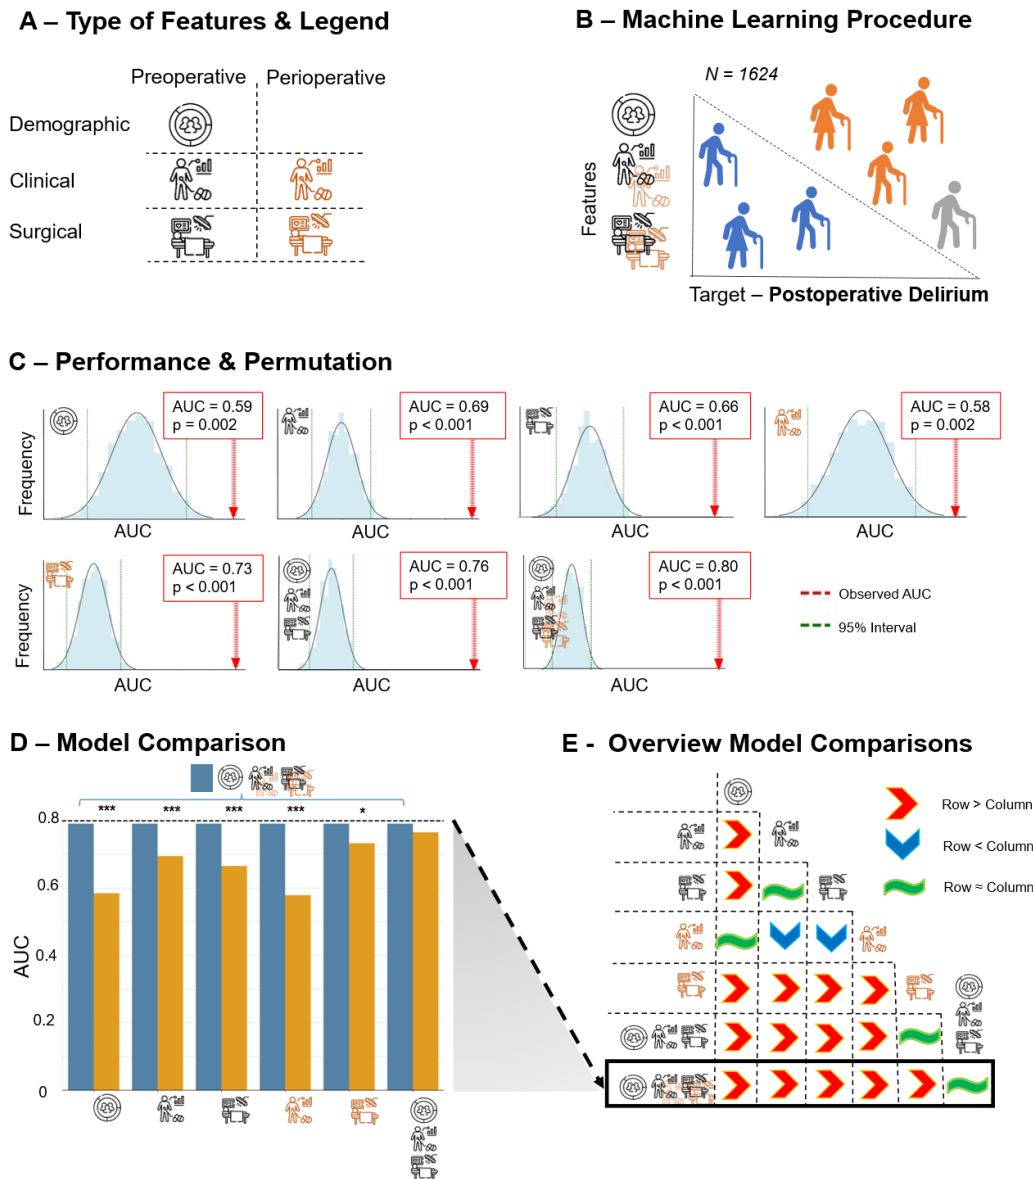 A – Type of Features & Legend
Preoperative
Perioperative
Demographic
Clinical
Surgical
B – Machine Learning Procedure
N = 1624
Features
Target – Postoperative Delirium
C – Performance & Permutation
Frequency
AUC = 0.59
p = 0.002
AUC
AUC = 0.69
p < 0.001
AUC
AUC = 0.66
p < 0.001
AUC
AUC = 0.58
p = 0.002
AUC
Frequency
AUC = 0.73
p < 0.001
AUC
AUC = 0.76
p < 0.001
AUC
AUC = 0.80
p < 0.001
AUC
Observed AUC
95% Interval
D – Model Comparison
***
***
***
***
*
0.8
0.6
0.4
0.2
0
AUC
E - Overview Model Comparisons
Row > Column
Row < Column
Row ≈ Column